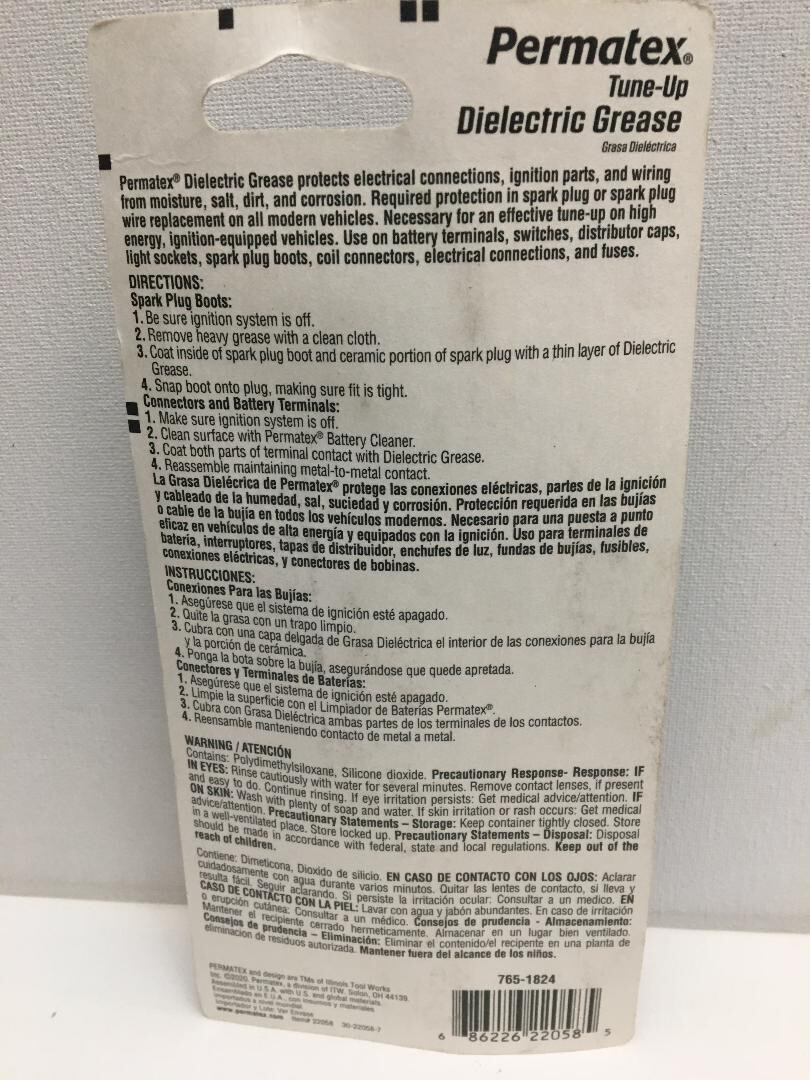 Permatex®
Tune-Up
Dielectric Grease
Grasa Dieléctrica
Permatex® Dielectric Grease protects electrical connections, ignition parts, and wiring
from moisture, salt, dirt, and corrosion. Required protection in spark plug or spark plug
wire replacement on all modern vehicles. Necessary for an effective tune-up on high
energy, ignition-equipped vehicles. Use on battery terminals, switches, distributor caps,
light sockets, spark plug boots, coil connectors, electrical connections, and fuses.
DIRECTIONS:
Spark Plug Boots:
1. Be sure ignition system is off.
2. Remove heavy grease with a clean cloth.
3. Coat inside of spark plug boot and ceramic portion of spark plug with a thin layer of Dielectric
Grease.
4. Snap boot onto plug, making sure fit is tight.
Connectors and Battery Terminals:
1. Make sure ignition system is off.
2. Clean surface with Permatex® Battery Cleaner.
3. Coat both parts of terminal contact with Dielectric Grease.
4. Reassemble maintaining metal-to-metal contact.
La Grasa Dielécrica de Permatex® protege las conexiones eléctricas, partes de la ignición
y cableado de la humedad, sal, suciedad y corrosión. Protección requerida en las bujías
o cable de la bujía en todos los vehículos modernos. Necesario para una puesta a punto
eficaz en vehículos de alta energía y equipados con la ignición. Uso para terminales de
batería, interruptores, tapas de distribuidor, enchufes de luz, fundas de bujías, fusibles,
conexiones eléctricas, y conectores de bobinas.
INSTRUCCIONES:
Conexiones Para las Bujías:
1. Asegúrese que el sistema de ignición esté apagado.
2. Quite la grasa con un trapo limpio.
3. Cubra con una capa delgada de Grasa Dieléctrica el interior de las conexiones para la bujía
y la porción de cerámica.
4. Ponga la bota sobre la bujía, asegurándose que quede apretada.
Conectores y Terminales de Baterías:
1. Asegúrese que el sistema de ignición esté apagado.
2. Limpie la superficie con el Limpiador de Baterías Permatex®.
3. Cubra con Grasa Dieléctrica ambas partes de los terminales de los contactos.
4. Reensamble manteniendo contacto de metal a metal.
WARNING / ATENCIÓN
Contains: Polydimethylsiloxane, Silicone dioxide. Precautionary Response- Response: IF
IN EYES: Rinse cautiously with water for several minutes. Remove contact lenses, if present
and easy to do. Continue rinsing. If eye irritation persists: Get medical advice/attention. IF
ON SKIN: Wash with plenty of soap and water. If skin irritation or rash occurs: Get medical
advice/attention. Precautionary Statements – Storage: Keep container tightly closed. Store
in a well-ventilated place. Store locked up. Precautionary Statements – Disposal: Disposal
should be made in accordance with federal, state and local regulations. Keep out of the
reach of children.
Contiene: Dimeticona, Dioxido de silicio. EN CASO DE CONTACTO CON LOS OJOS: Aclarar
cuidadosamente con agua durante varios minutos. Quitar las lentes de contacto, si lleva y
resulta fácil. Seguir aclarando. Si persiste la irritación ocular: Consultar a un medico. EN
CASO DE CONTACTO CON LA PIEL: Lavar con agua y jabón abundantes. En caso de irritación
o erupción cutánea: Consultar a un médico. Consejos de prudencia - Almacenamiento:
Mantener el recipiente cerrado hermeticamente. Almacenar en un lugar bien ventilado.
Consejos de prudencia – Eliminación: Eliminar el contenido/el recipente en una planta de
eliminacion de residuos autorizada. Mantener fuera del alcance de los niños.
PERMATEX and design are TMs of Illinois Tool Works
Inc. ©2020. Permatex, a division of ITW. Solon, OH 44139.
Assembled in U.S.A. with U.S. and global materials.
Ensamblado en E.U.A., con insumos y materiales
importados a nivel mundial.
Importador y Lote: Ver Envase
www.permatex.com Item# 22058 30-22058-7
765-1824
6 86226 22058 5